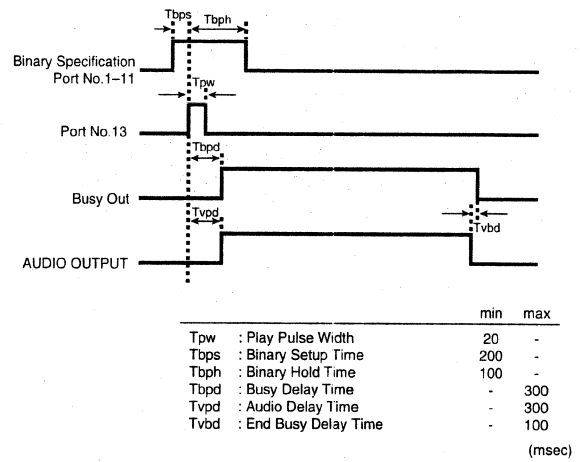 Tbps Tbph
Binary Specification
Port No.1–11
Tpw
Port No.13
Tbpd
Busy Out
Tvpd
Tvbd
AUDIO OUTPUT
min max
Tpw : Play Pulse Width 20 -
Tbps : Binary Setup Time 200 -
Tbph : Binary Hold Time 100 -
Tbpd : Busy Delay Time - 300
Tvpd : Audio Delay Time - 300
Tvbd : End Busy Delay Time - 100
(msec)